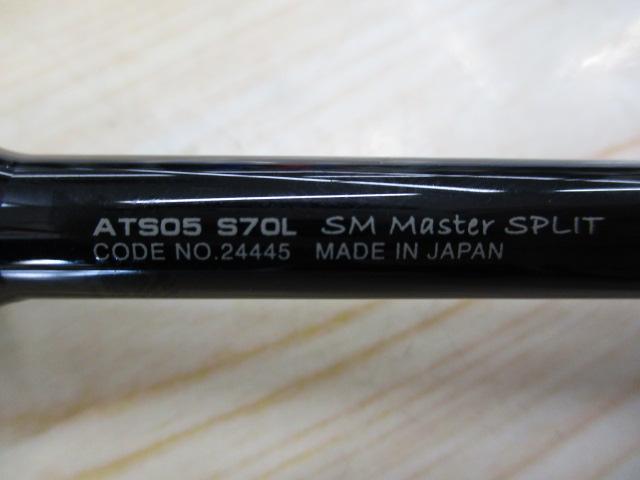 ATS05 S70L SM Master SPLIT
CODE NO.24445 MADE IN JAPAN